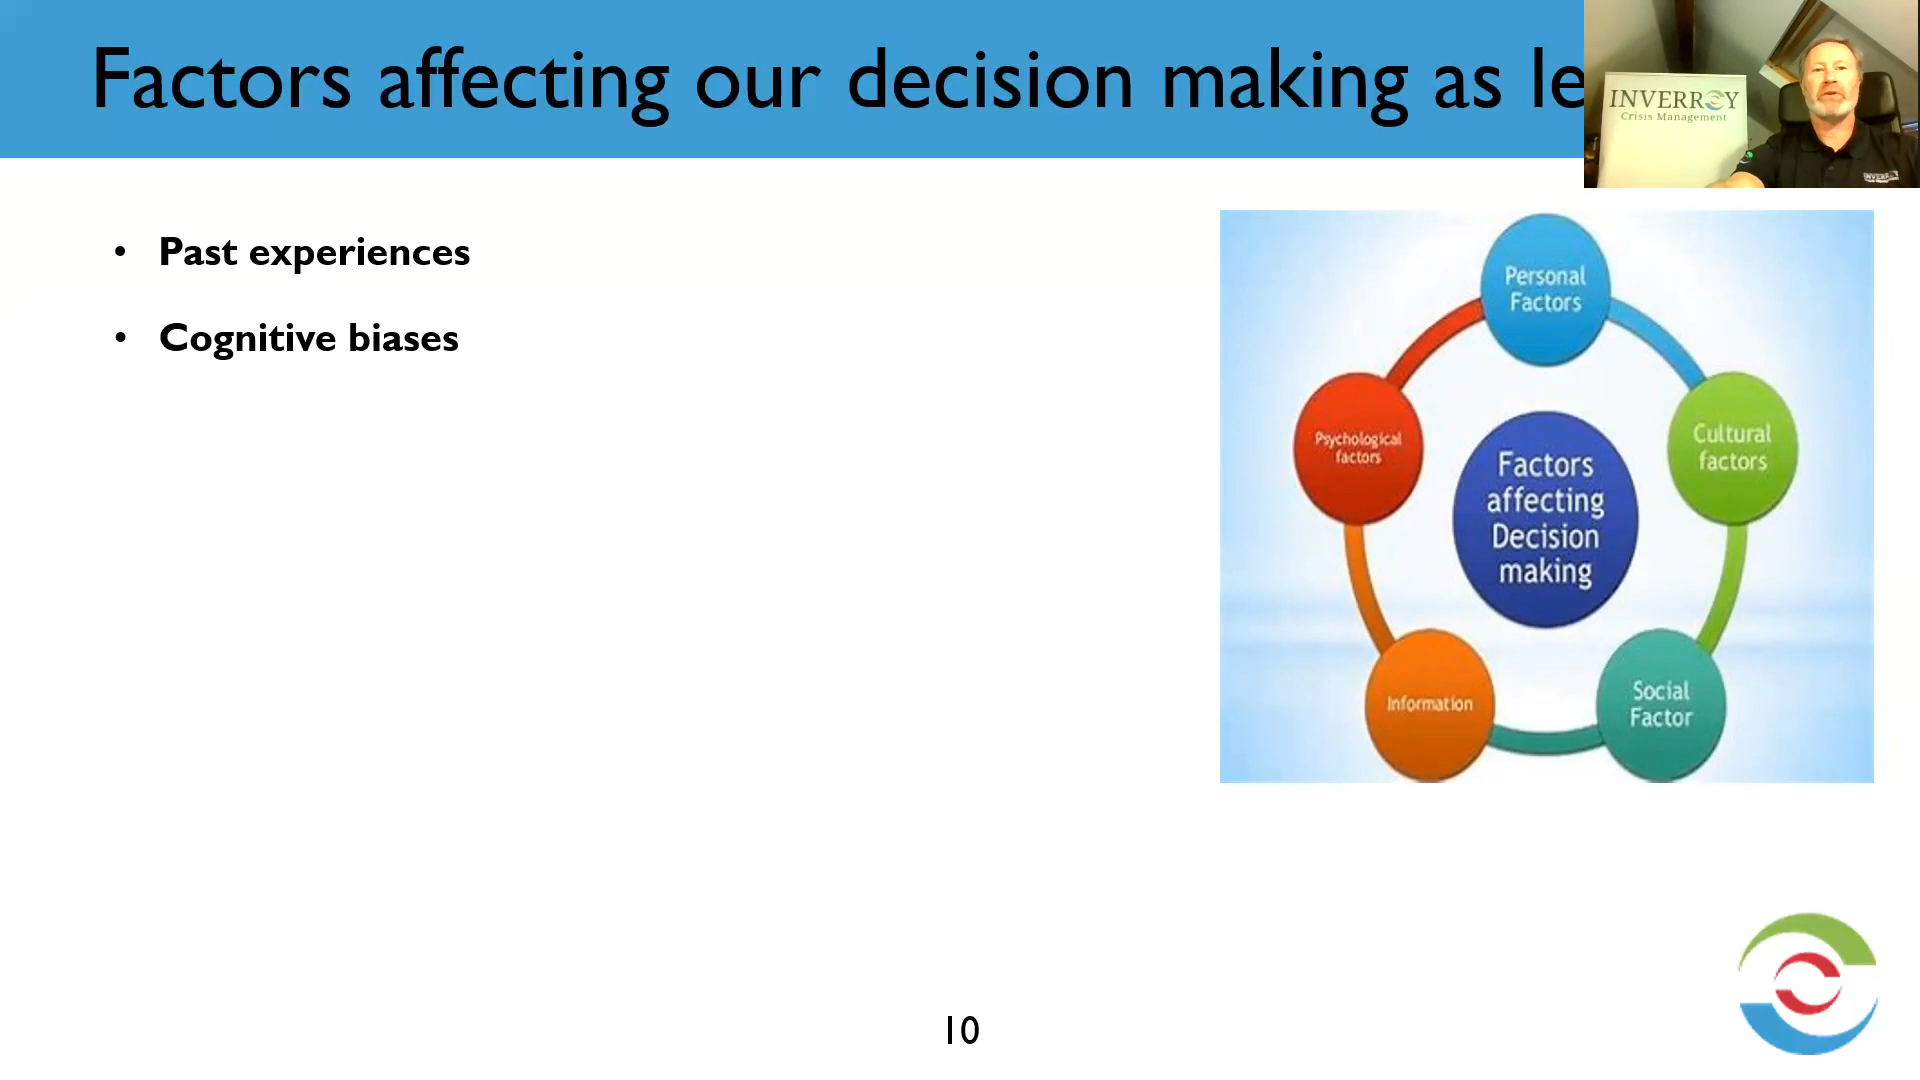 Factors affecting our decision making as le
INVERROY
Crisis Management
• Past experiences
• Cognitive biases
Personal
Factors
Psychological
factors
Cultural
factors
Factors
affecting
Decision
making
Information
Social
Factor
10